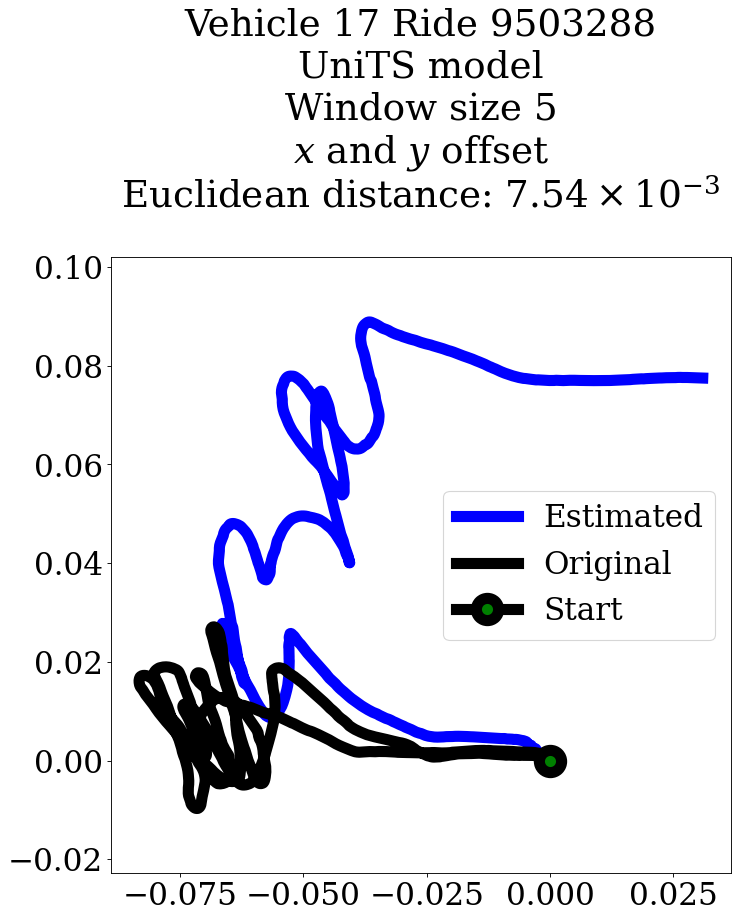 Vehicle 17 Ride 9503288
UniTS model
Window size 5
x and y offset
Euclidean distance: 7.54 × 10⁻³
0.10
0.08
0.06
0.04
0.02
0.00
−0.02
Estimated
Original
Start
−0.075 −0.050 −0.025 0.000 0.025